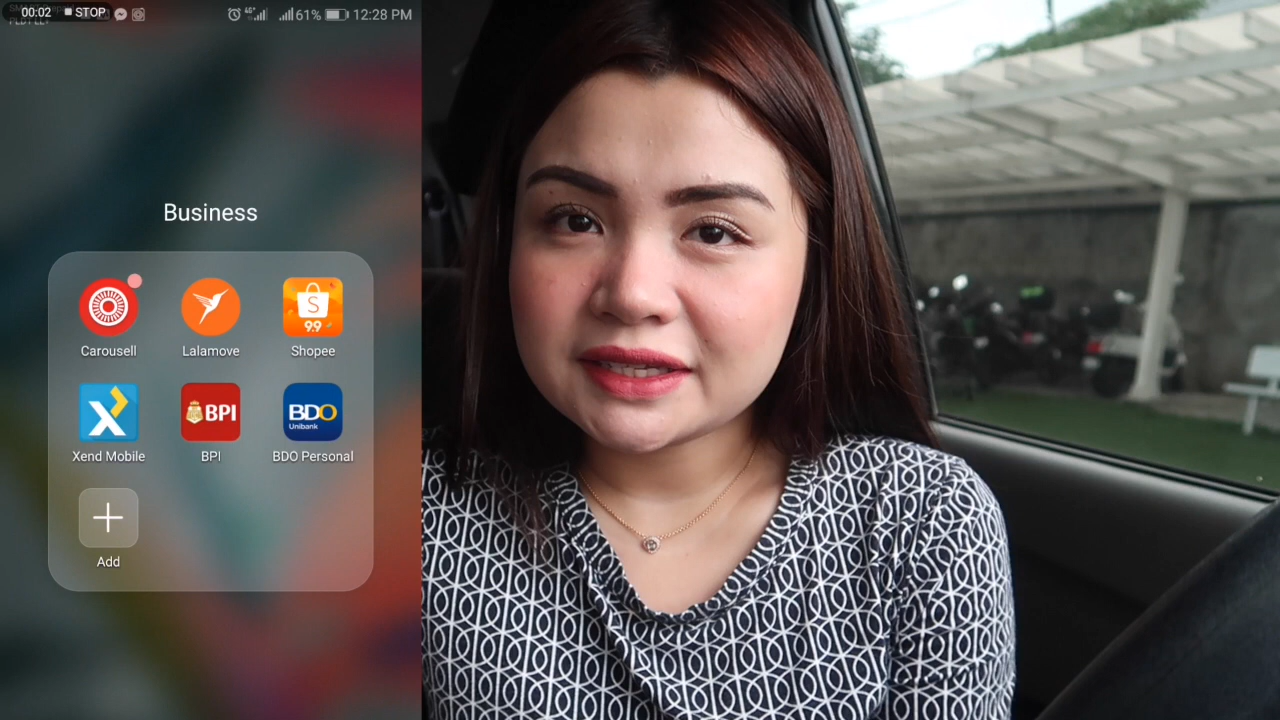 00:02 STOP
4G+ 61% 12:28 PM
Business
Carousell
Lalamove
S
9.9
Shopee
X
Xend Mobile
BPI
BPI
BDO
Unibank
BDO Personal
Add